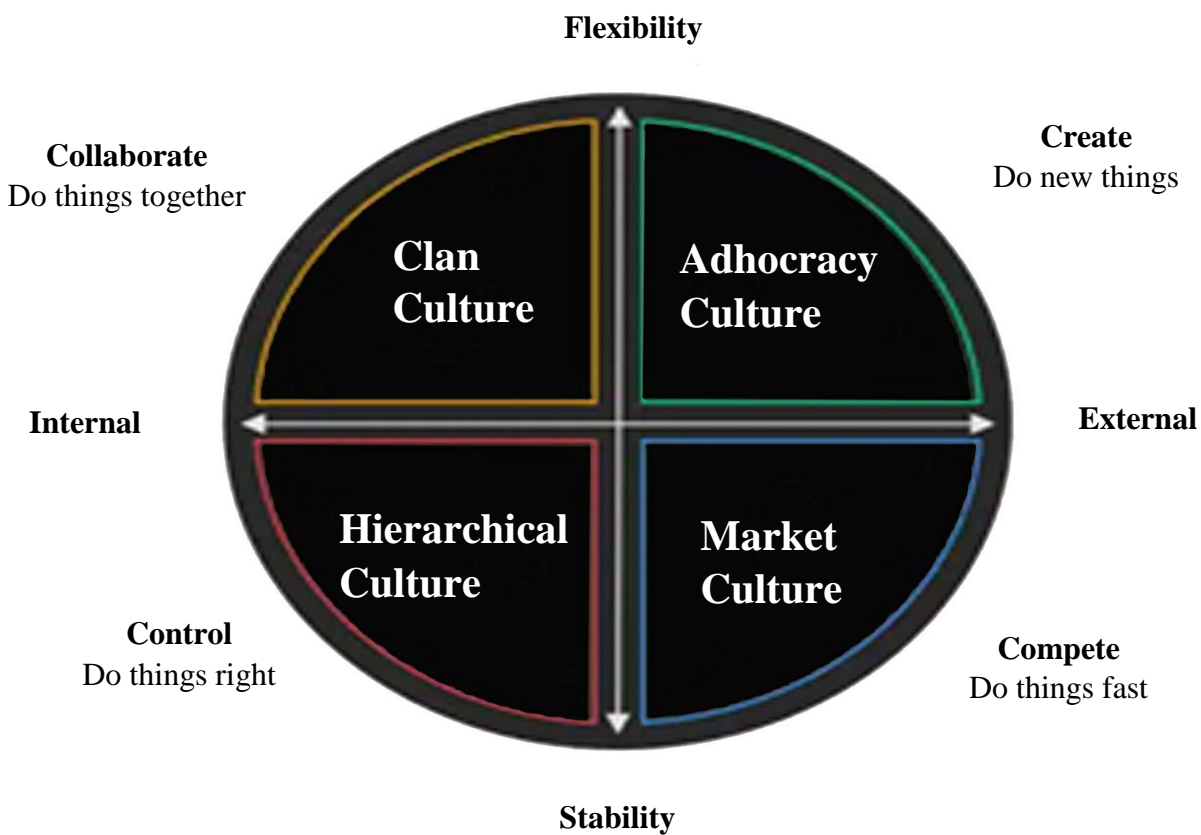 Flexibility
Collaborate
Do things together
Create
Do new things
Clan
Culture
Adhocracy
Culture
Internal
External
Hierarchical
Culture
Market
Culture
Control
Do things right
Compete
Do things fast
Stability